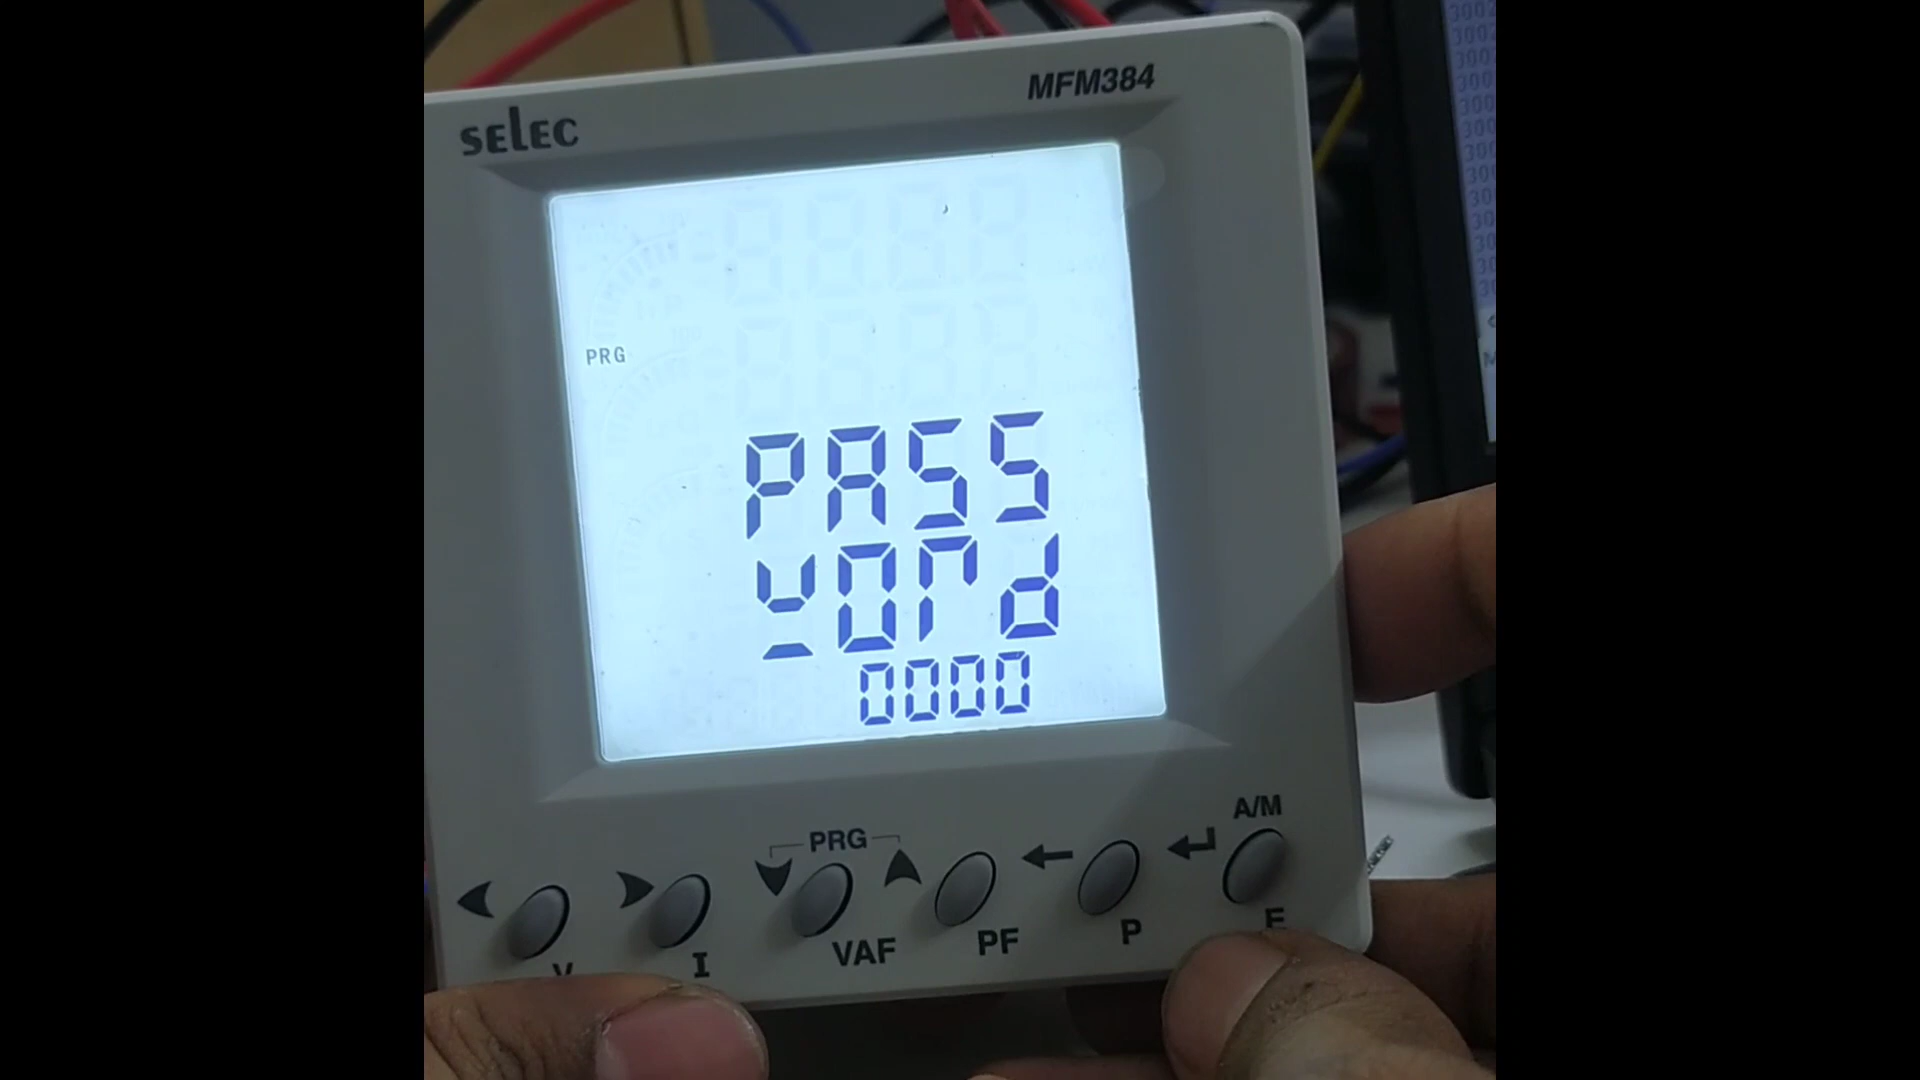 SELEC
MFM384
PRG
PASS
word
0000
PRG
A/M
V
I
VAF
PF
P
E